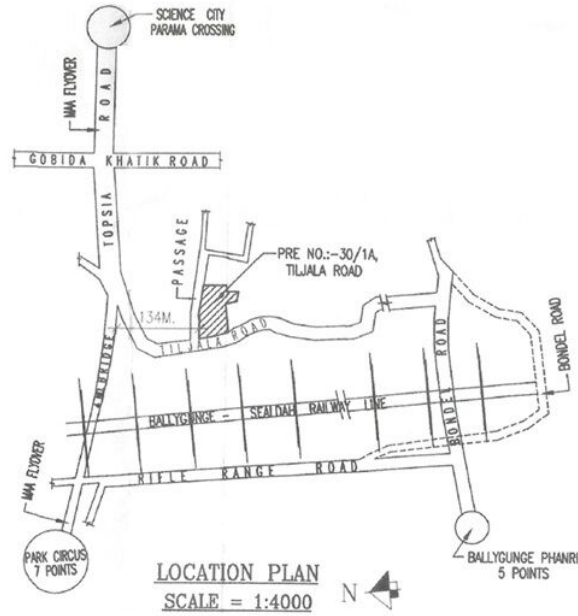 SCIENCE CITY
PARAMA CROSSING
MAA FLYOVER
ROAD
GOBIDA KHATIK ROAD
TOPSIA
PASSAGE
PRE NO.:-30/1A,
TILJALA ROAD
134M.
TILJALA ROAD
BONDEL ROAD
BONDEL ROAD
BALLYGUNGE - SEALDAH RAILWAY LINE
RIFLE RANGE ROAD
MAA FLYOVER
PARK CIRCUS
7 POINTS
BALLYGUNGE PHANRI
5 POINTS
LOCATION PLAN
SCALE = 1:4000
N